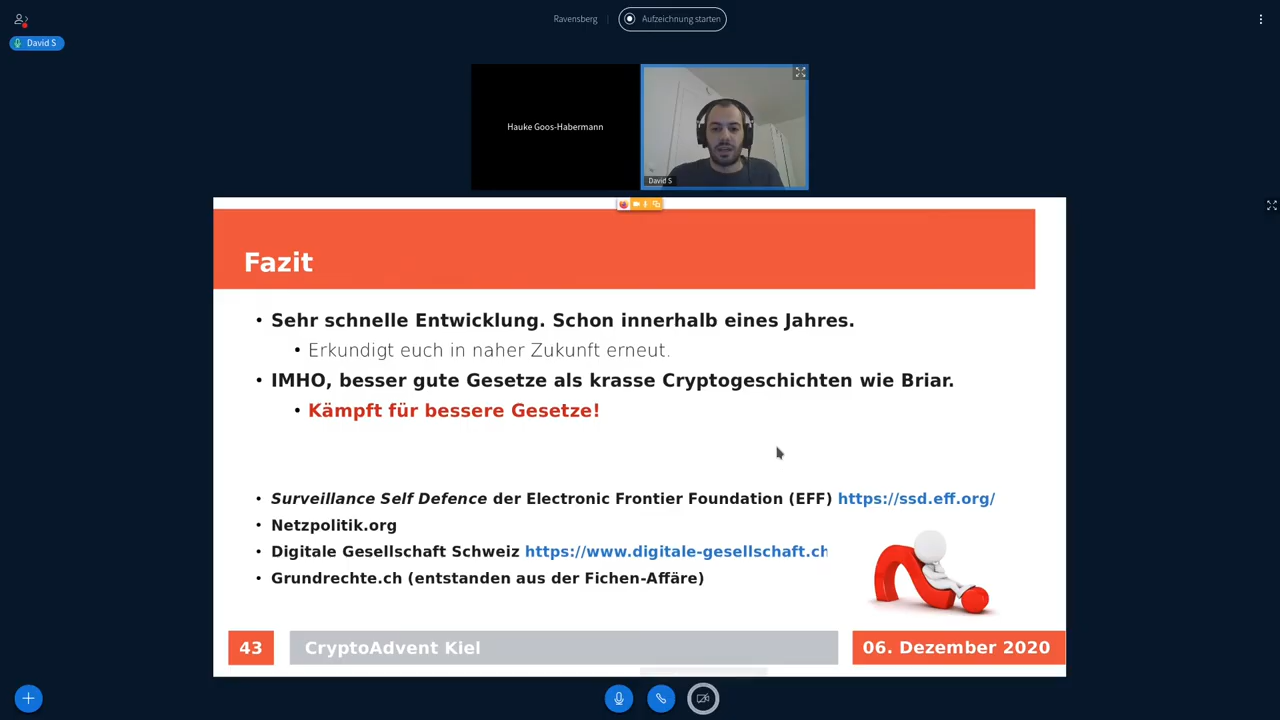 Ravensberg
Aufzeichnung starten
David S
Hauke Goos-Habermann
David S
Fazit
• Sehr schnelle Entwicklung. Schon innerhalb eines Jahres.
• Erkundigt euch in naher Zukunft erneut.
• IMHO, besser gute Gesetze als krasse Cryptogeschichten wie Briar.
• Kämpft für bessere Gesetze!
• Surveillance Self Defence der Electronic Frontier Foundation (EFF) https://ssd.eff.org/
• Netzpolitik.org
• Digitale Gesellschaft Schweiz https://www.digitale-gesellschaft.ch
• Grundrechte.ch (entstanden aus der Fichen-Affäre)
43
CryptoAdvent Kiel
06. Dezember 2020